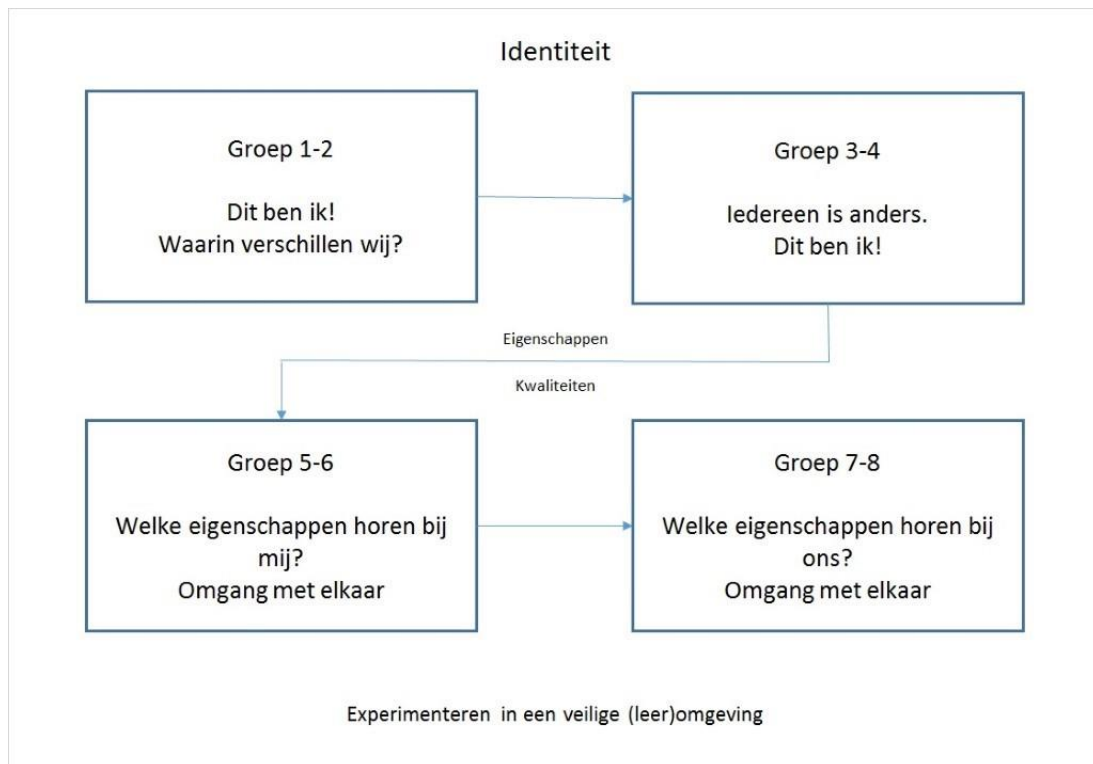 Identiteit
Groep 1-2
Dit ben ik!
Waarin verschillen wij?
Groep 3-4
Iedereen is anders.
Dit ben ik!
Eigenschappen
Kwaliteiten
Groep 5-6
Welke eigenschappen horen bij
mij?
Omgang met elkaar
Groep 7-8
Welke eigenschappen horen bij
ons?
Omgang met elkaar
Experimenteren in een veilige (leer)omgeving